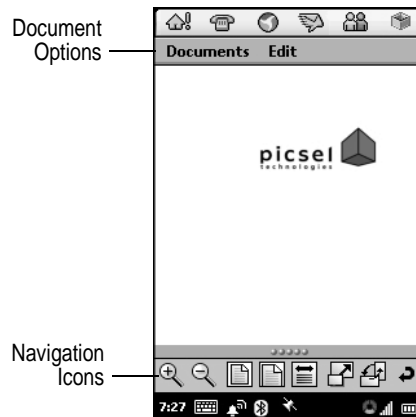 Document
Options
Documents Edit
picsel
technologies
Navigation
Icons
7:27